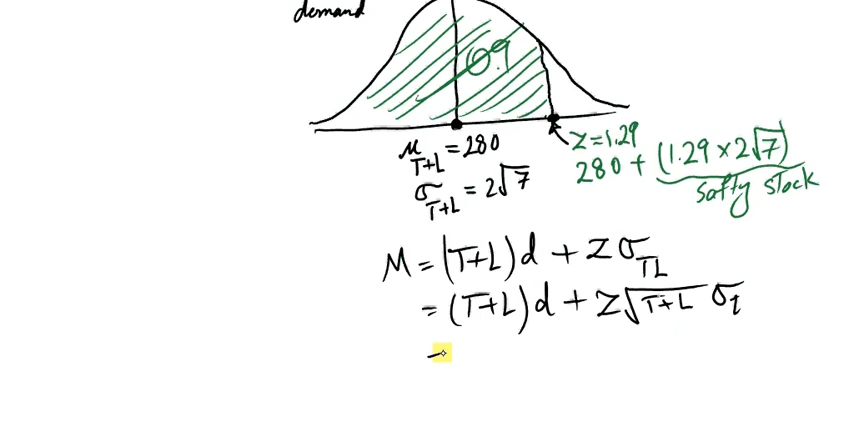 demand
0.9
μ_{T+L} = 280
σ_{T+L} = 2√7
Z = 1.29
280 + (1.29 × 2√7)
safty stock
M = (T+L)d + Zσ_{TL}
= (T+L)d + Z√(T+L) σ_t